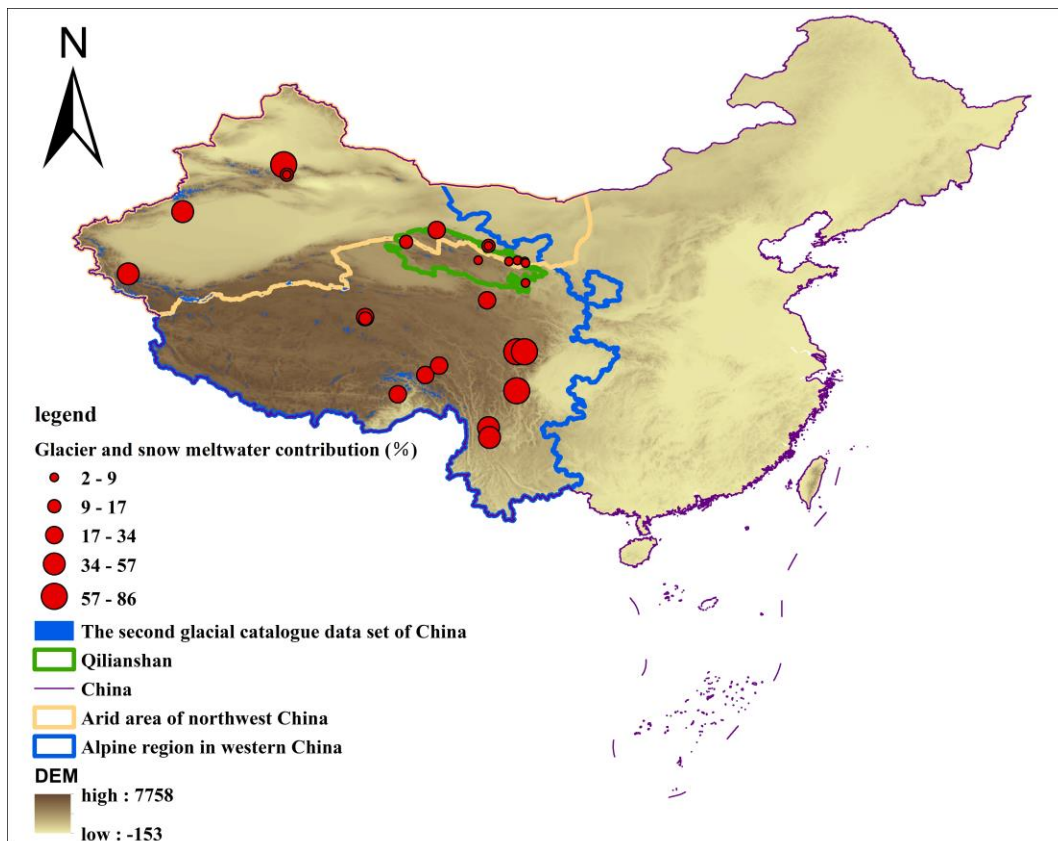 N
legend
Glacier and snow meltwater contribution (%)
2 - 9
9 - 17
17 - 34
34 - 57
57 - 86
The second glacial catalogue data set of China
Qilianshan
China
Arid area of northwest China
Alpine region in western China
DEM
high : 7758
low : -153